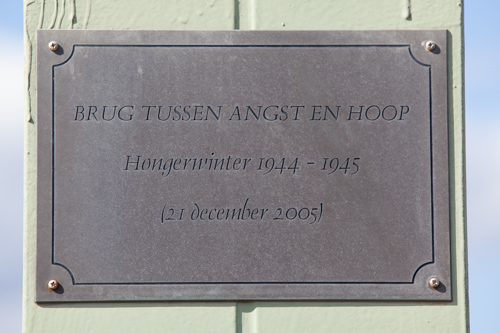 BRUG TUSSEN ANGST EN HOOP
Hongerwinter 1944 - 1945
(21 december 2005)